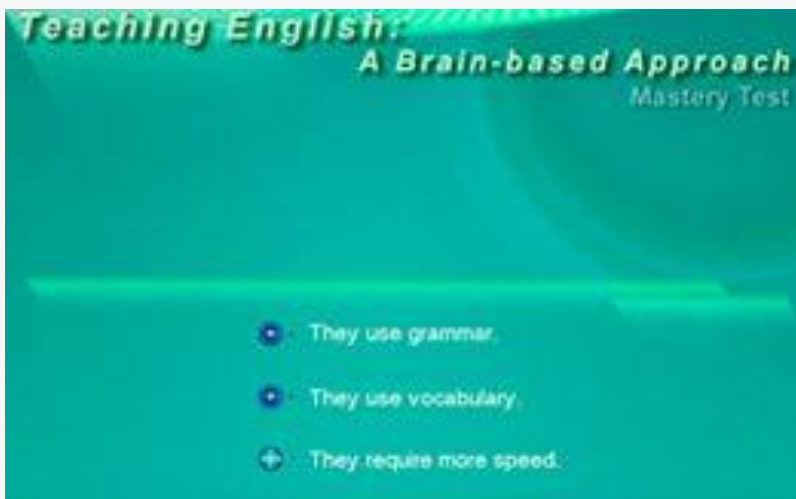 Teaching English:
A Brain-based Approach
Mastery Test
They use grammar.
They use vocabulary.
They require more speed.